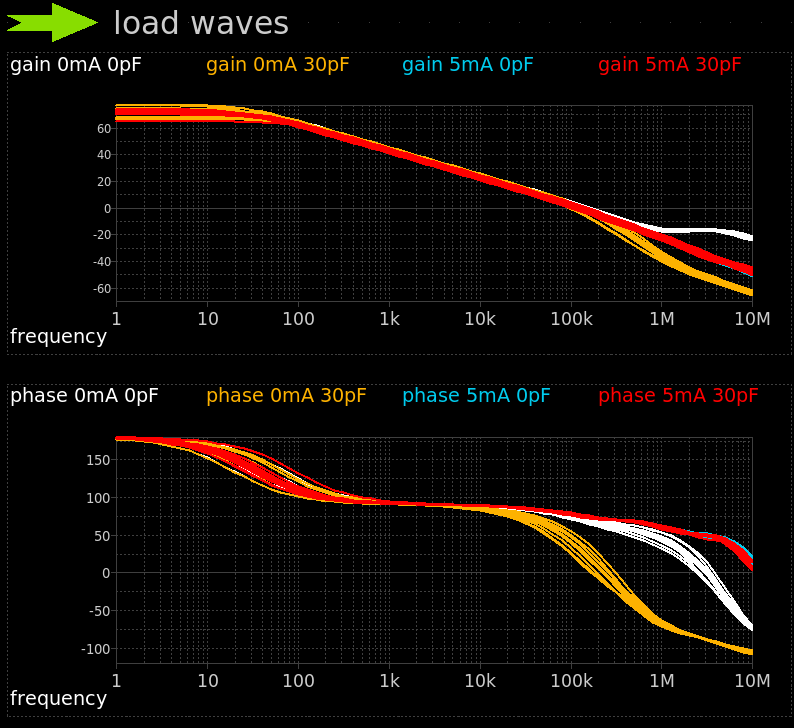 load waves
gain 0mA 0pF gain 0mA 30pF gain 5mA 0pF gain 5mA 30pF
60
40
20
0
-20
-40
-60
1 10 100 1k 10k 100k 1M 10M
frequency
phase 0mA 0pF phase 0mA 30pF phase 5mA 0pF phase 5mA 30pF
150
100
50
0
-50
-100
1 10 100 1k 10k 100k 1M 10M
frequency